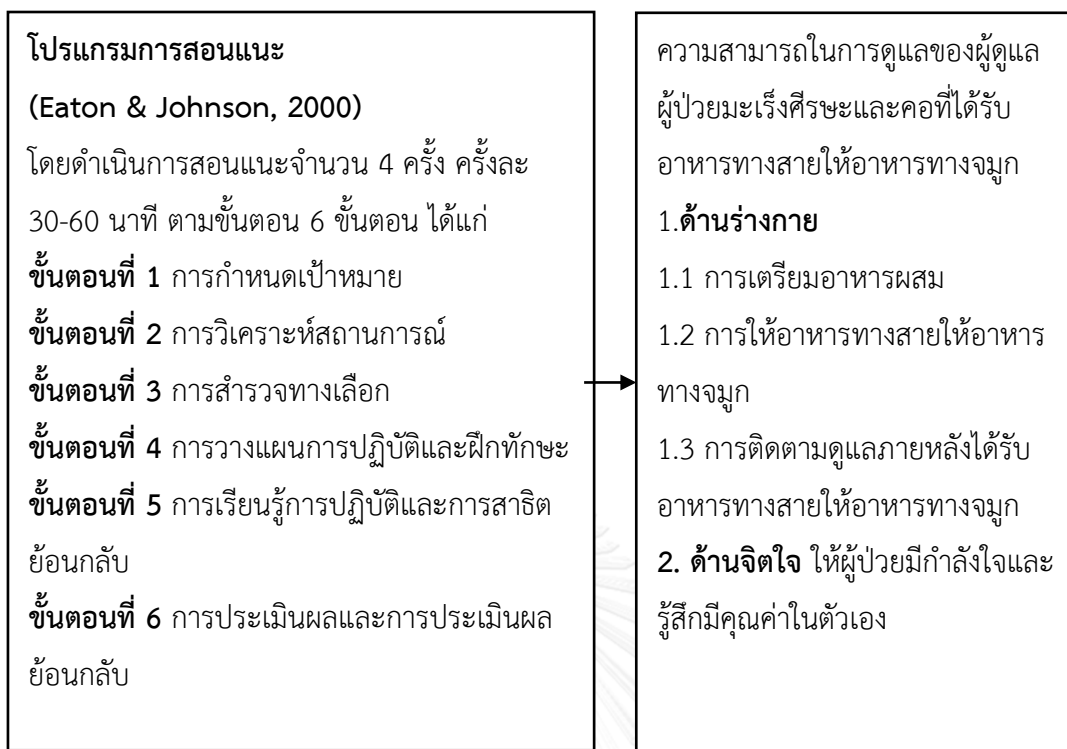 โปรแกรมการสอนแนะ
(Eaton & Johnson, 2000)
โดยดำเนินการสอนแนะจำนวน 4 ครั้ง ครั้งละ
30-60 นาที ตามขั้นตอน 6 ขั้นตอน ได้แก่
ขั้นตอนที่ 1 การกำหนดเป้าหมาย
ขั้นตอนที่ 2 การวิเคราะห์สถานการณ์
ขั้นตอนที่ 3 การสำรวจทางเลือก
ขั้นตอนที่ 4 การวางแผนการปฏิบัติและฝึกทักษะ
ขั้นตอนที่ 5 การเรียนรู้การปฏิบัติและการสาธิต
ย้อนกลับ
ขั้นตอนที่ 6 การประเมินผลและการประเมินผล
ย้อนกลับ
ความสามารถในการดูแลของผู้ดูแล
ผู้ป่วยมะเร็งศีรษะและคอที่ได้รับ
อาหารทางสายให้อาหารทางจมูก
1.ด้านร่างกาย
1.1 การเตรียมอาหารผสม
1.2 การให้อาหารทางสายให้อาหาร
ทางจมูก
1.3 การติดตามดูแลภายหลังได้รับ
อาหารทางสายให้อาหารทางจมูก
2. ด้านจิตใจ ให้ผู้ป่วยมีกำลังใจและ
รู้สึกมีคุณค่าในตัวเอง